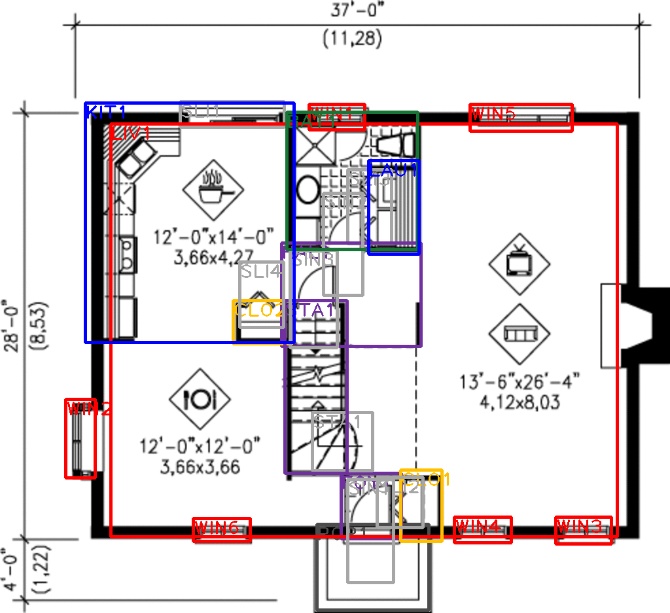 37'-0"
(11,28)
KIT1
SLI1
WIN1
WIN5
LIV1
LAU1
12'-0"x14'-0"
3,66x4,27
SIN3
SLI4
CLO2
STA1
28'-0"
(8,53)
13'-6"x26'-4"
4,12x8,03
WIN2
12'-0"x12'-0"
3,66x3,66
CLO1
WIN6
WIN4
WIN3
POR1
4'-0"
(1,22)